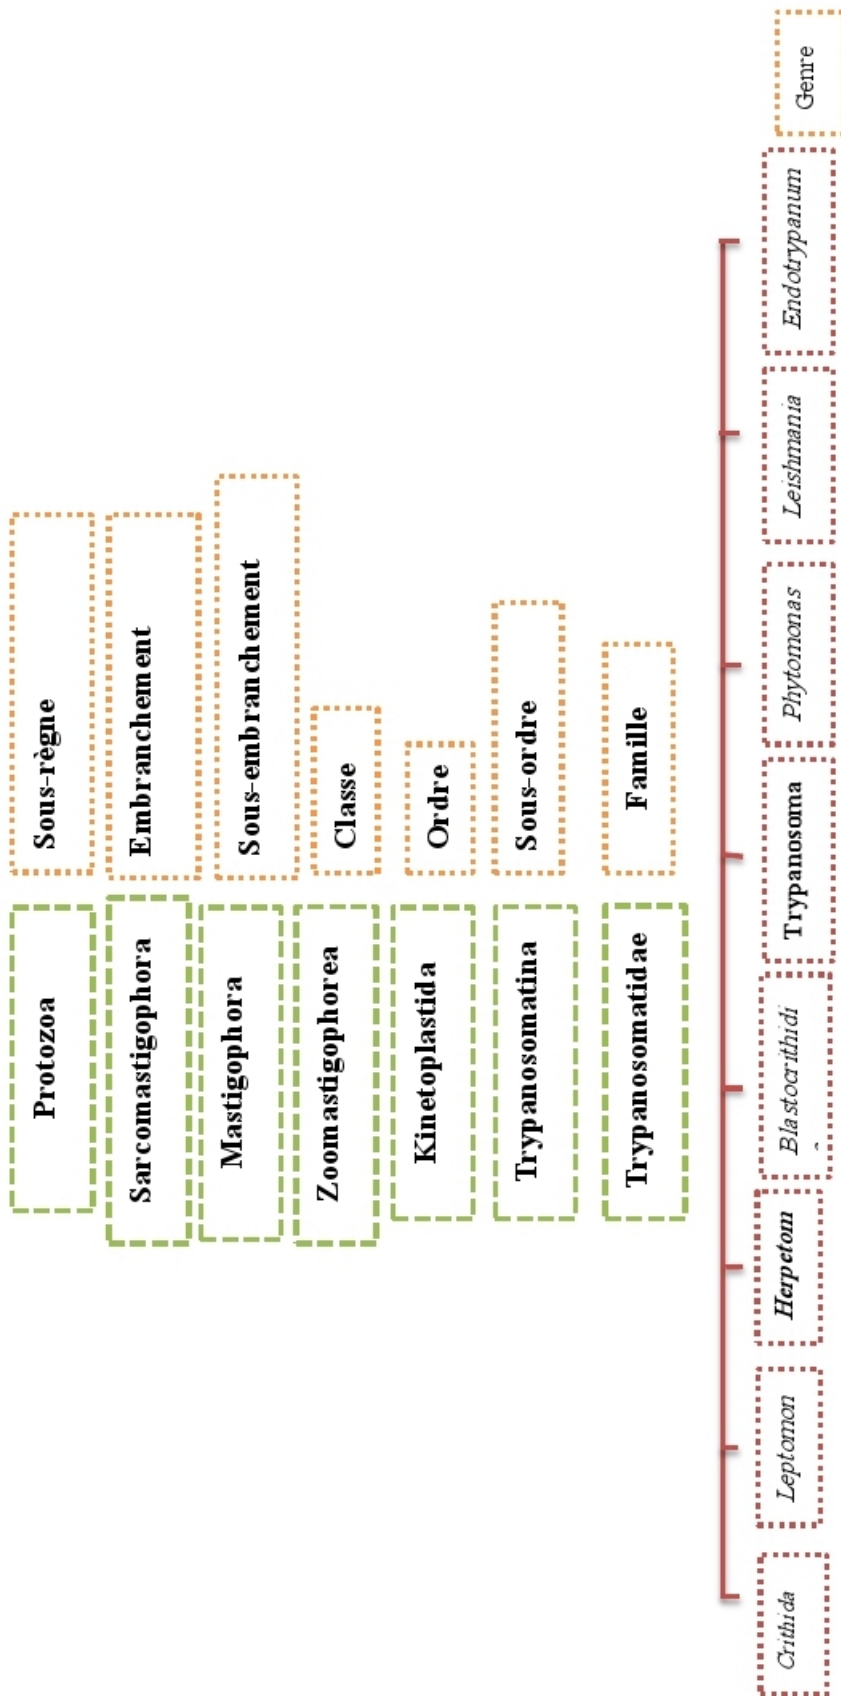 Protozoa
Sous-règne
Sarcomastigophora
Embranchement
Mastigophora
Sous-embranchement
Zoomastigophorea
Classe
Kinetoplastida
Ordre
Trypanosomatina
Sous-ordre
Trypanosomatidae
Famille
Crithida
Leptomon
Herpetom
Blastocrithidi
Trypanosoma
Phytomonas
Leishmania
Endotrypanum
Genre